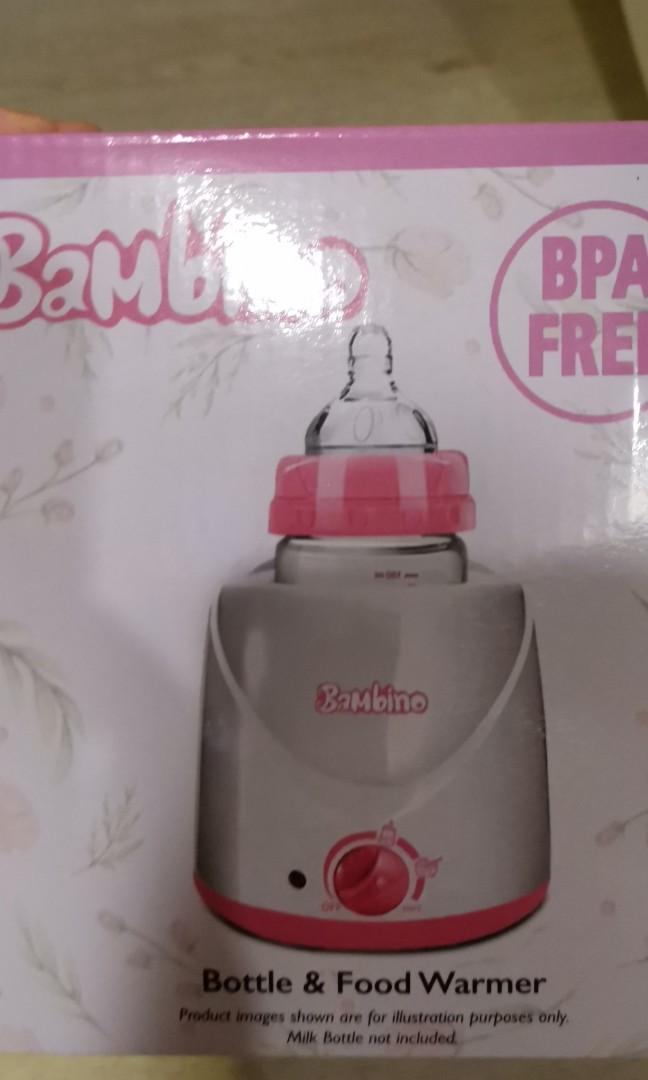 Bambino
BPA
FREE
Bambino
OFF
Bottle & Food Warmer
Product images shown are for illustration purposes only.
Milk Bottle not included.